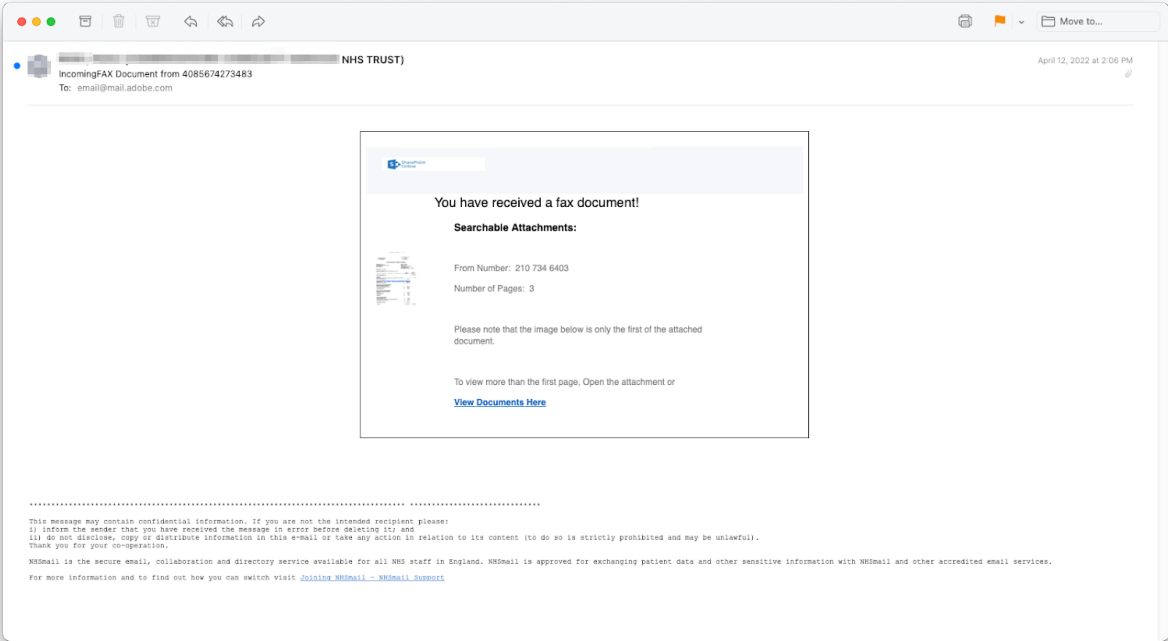 Move to...
NHS TRUST)
April 12, 2022 at 2:06 PM
IncomingFAX Document from 4085674273483
To: email@mail.adobe.com
SharePoint
Online
You have received a fax document!
Searchable Attachments:
From Number: 210 734 6403
Number of Pages: 3
Please note that the image below is only the first of the attached
document.
To view more than the first page, Open the attachment or
View Documents Here
This message may contain confidential information. If you are not the intended recipient please:
i) inform the sender that you have received the message in error before deleting it; and
ii) do not disclose, copy or distribute information in this e-mail or take any action in relation to its content (to do so is strictly prohibited and may be unlawful).
Thank you for your co-operation.
NHSmail is the secure email, collaboration and directory service available for all NHS staff in England. NHSmail is approved for exchanging patient data and other sensitive information with NHSmail and other accredited email services.
For more information and to find out how you can switch visit Joining NHSmail – NHSmail Support